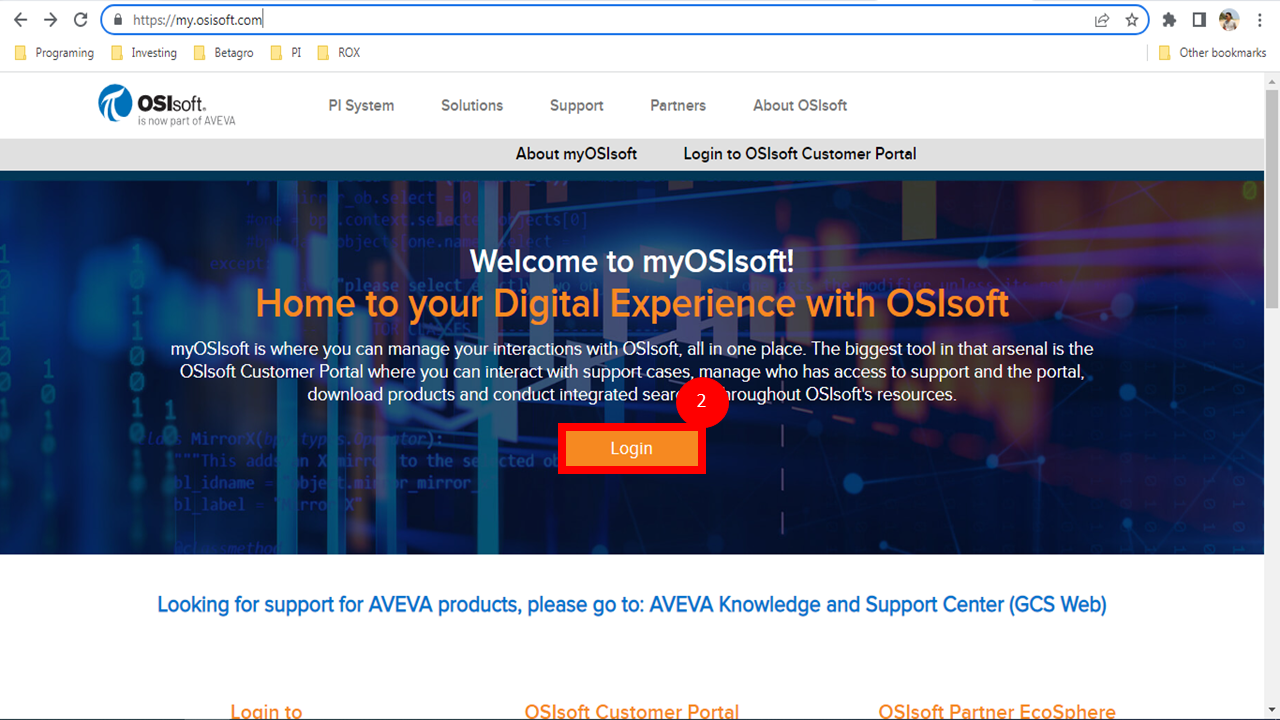 https://my.osisoft.com
Programing Investing Betagro PI ROX Other bookmarks
OSIsoft.
is now part of AVEVA
PI System Solutions Support Partners About OSIsoft
About myOSIsoft Login to OSIsoft Customer Portal
Welcome to myOSIsoft!
Home to your Digital Experience with OSIsoft
myOSIsoft is where you can manage your interactions with OSIsoft, all in one place. The biggest tool in that arsenal is the
OSIsoft Customer Portal where you can interact with support cases, manage who has access to support and the portal,
download products and conduct integrated throughout OSIsoft's resources.
2
Login
Looking for support for AVEVA products, please go to: AVEVA Knowledge and Support Center (GCS Web)
Login to OSIsoft Customer Portal OSIsoft Partner EcoSphere